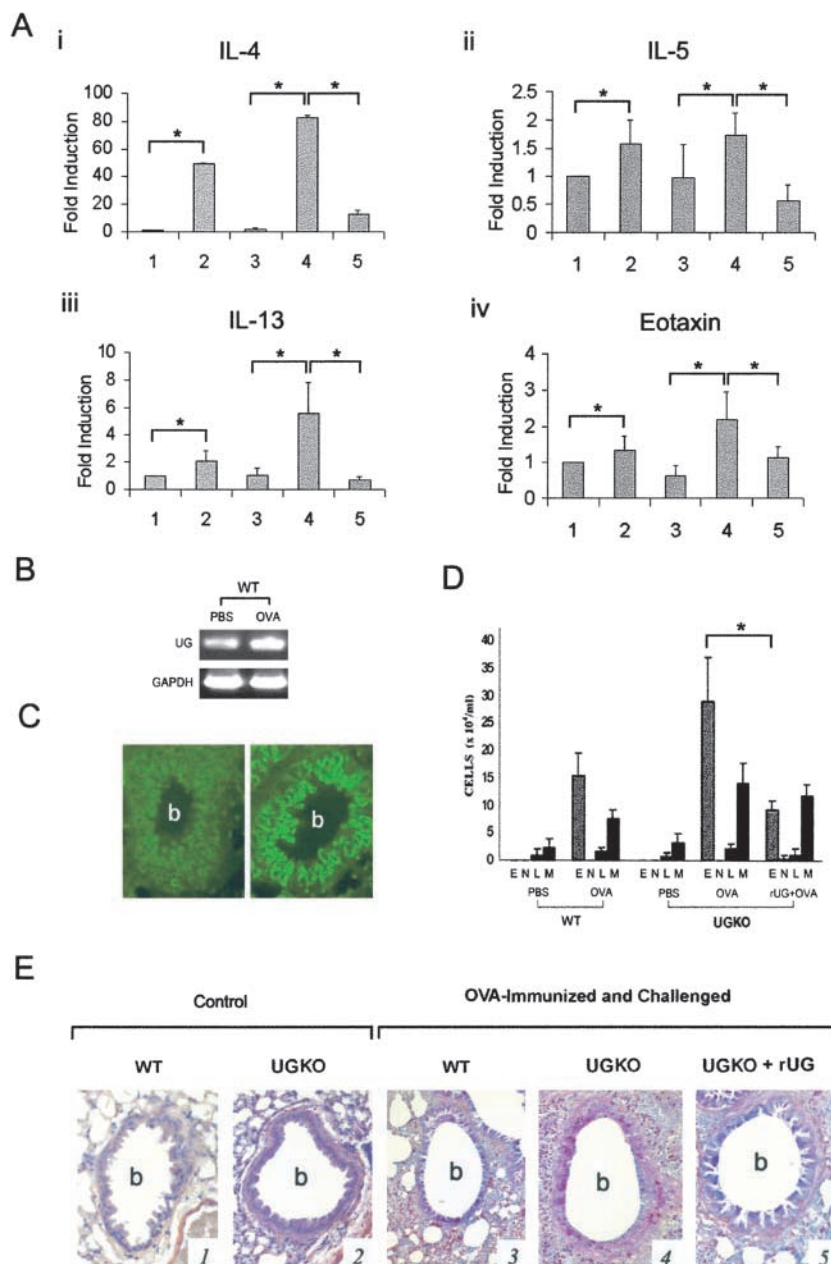 A
i
IL-4
Fold Induction
100
80
60
40
20
0
*
*
*
1 2 3 4 5
ii
IL-5
Fold Induction
2.5
2
1.5
1
0.5
0
*
*
*
1 2 3 4 5
iii
IL-13
Fold Induction
10
8
6
4
2
0
*
*
*
1 2 3 4 5
iv
Eotaxin
Fold Induction
4
3
2
1
0
*
*
*
1 2 3 4 5
B
WT
PBS OVA
UG
GAPDH
C
b b
D
CELLS (x 10⁴/ml)
40
35
30
25
20
15
10
5
0
*
E N L M E N L M E N L M E N L M E N L M
PBS OVA PBS OVA rUG+OVA
WT UGKO
E
Control OVA-Immunized and Challenged
WT UGKO WT UGKO UGKO + rUG
b b b b b
1 2 3 4 5